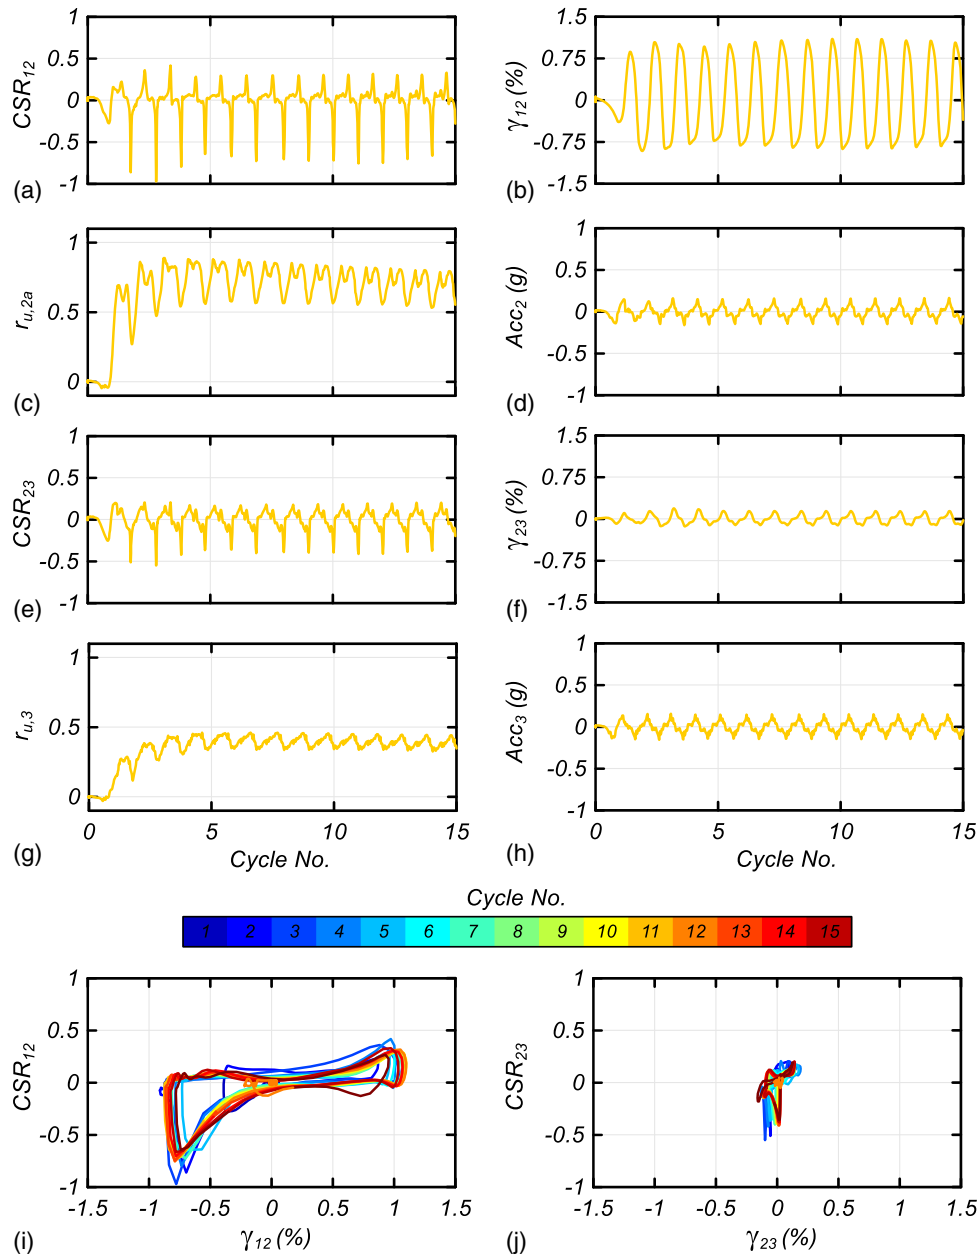 1
0.5
0
-0.5
-1
CSR12
(a)
1.5
0.75
0
-0.75
-1.5
γ12 (%)
(b)
1
0.5
0
ru,2a
(c)
1
0.5
0
-0.5
-1
Acc2 (g)
(d)
1
0.5
0
-0.5
-1
CSR23
(e)
1.5
0.75
0
-0.75
-1.5
γ23 (%)
(f)
1
0.5
0
ru,3
0 5 10 15
(g)
Cycle No.
1
0.5
0
-0.5
-1
Acc3 (g)
0 5 10 15
(h)
Cycle No.
Cycle No.
1 2 3 4 5 6 7 8 9 10 11 12 13 14 15
1
0.5
0
-0.5
-1
CSR12
-1.5 -1 -0.5 0 0.5 1 1.5
(i)
γ12 (%)
1
0.5
0
-0.5
-1
CSR23
-1.5 -1 -0.5 0 0.5 1 1.5
(j)
γ23 (%)